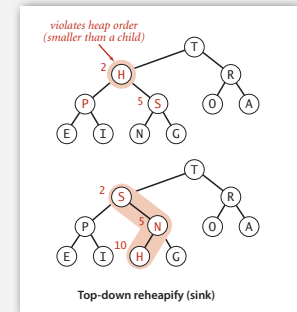 violates heap order
(smaller than a child)
T
2 H R
P 5 S O A
E I N G
T
2 S R
P 5 N O A
10
E I H G
Top-down reheapify (sink)